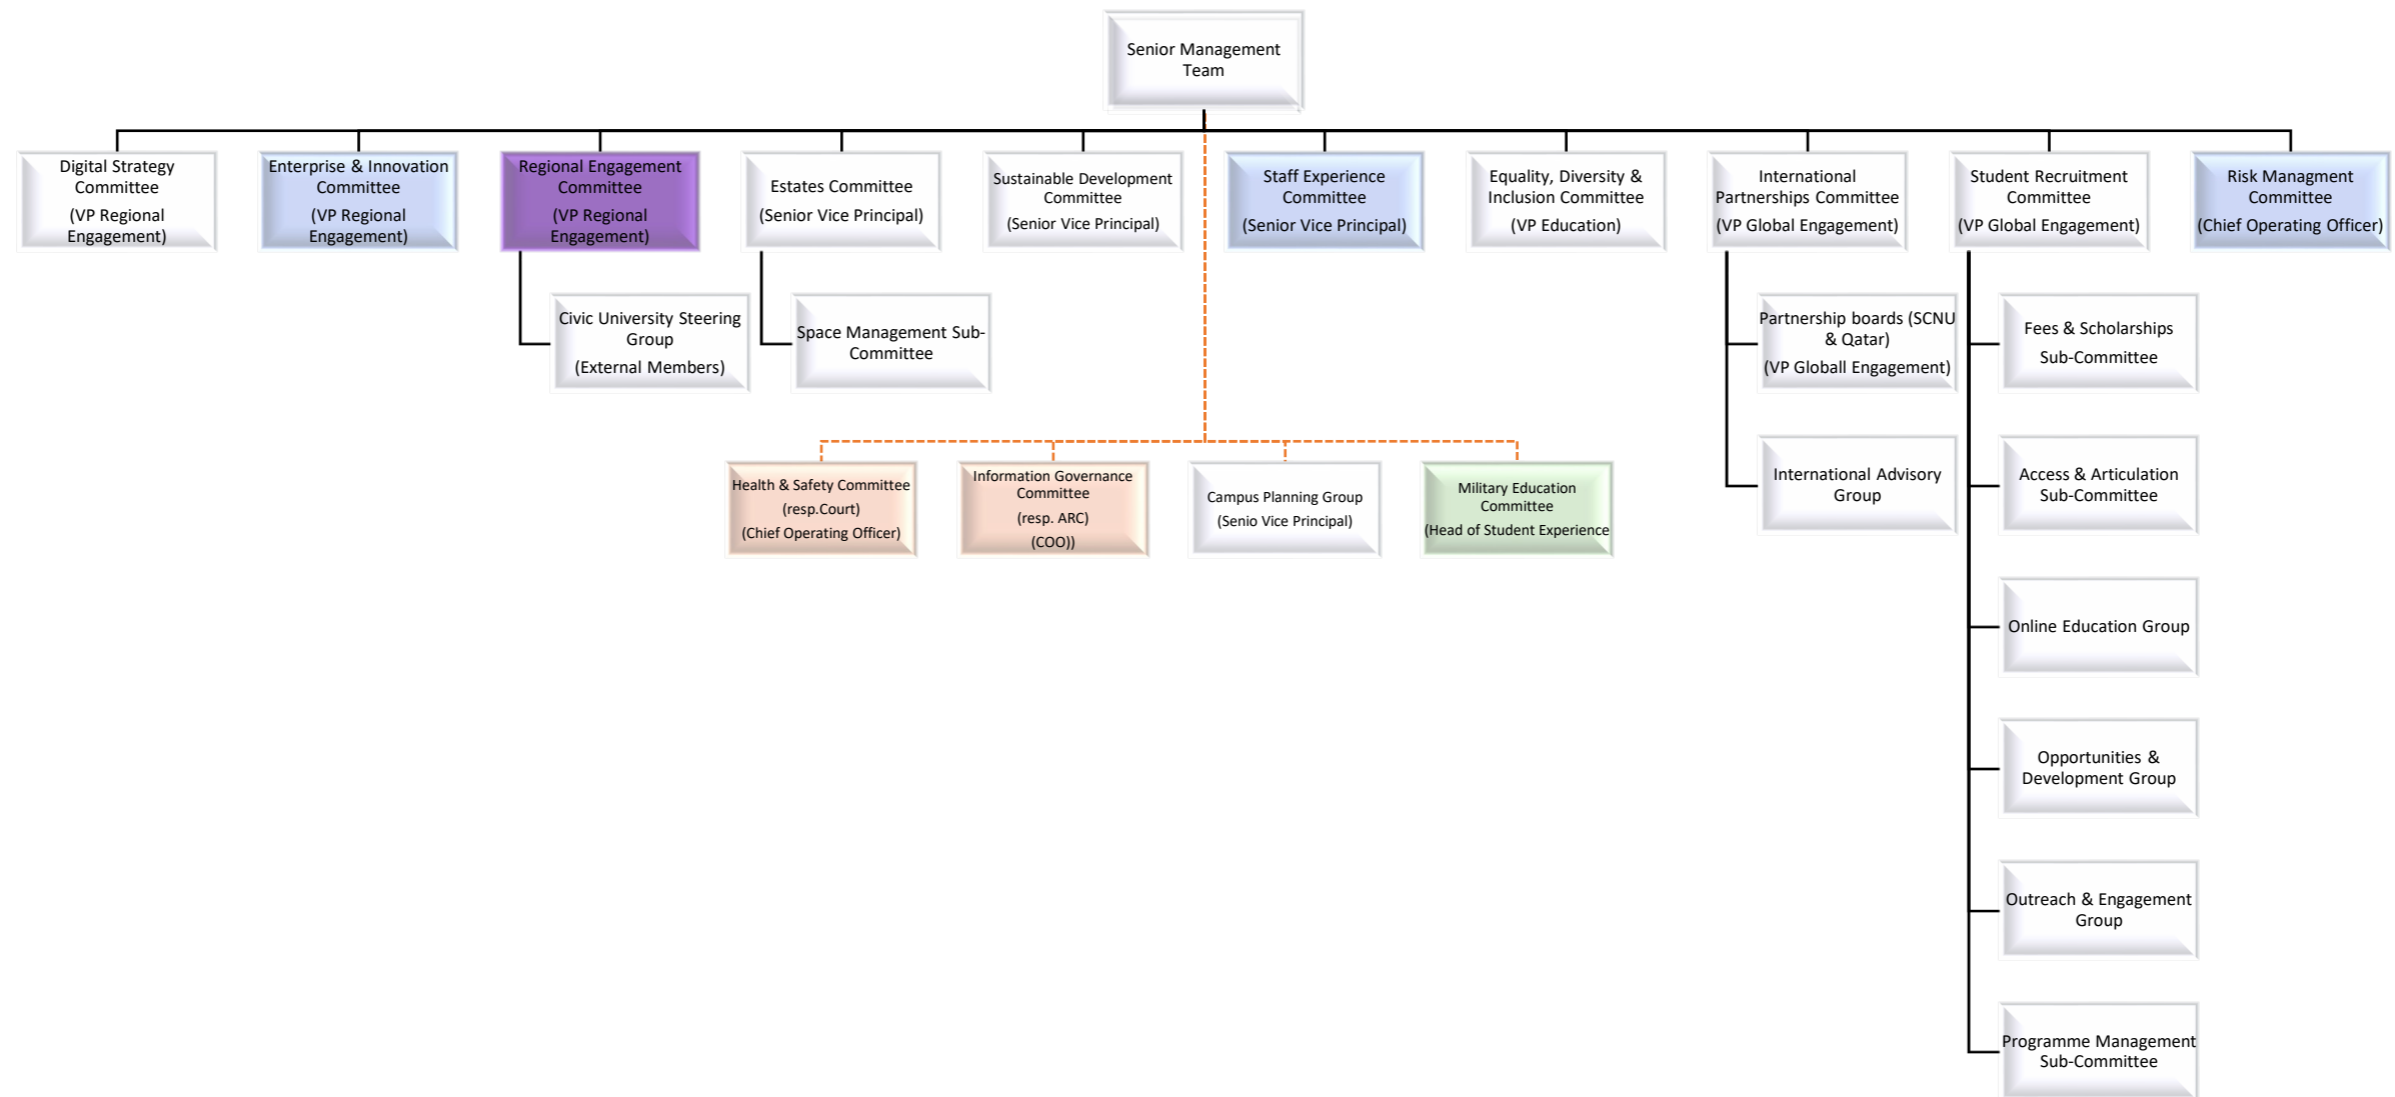 Senior Management
Team
Digital Strategy
Committee
(VP Regional
Engagement)
Enterprise & Innovation
Committee
(VP Regional
Engagement)
Regional Engagement
Committee
(VP Regional
Engagement)
Estates Committee
(Senior Vice Principal)
Sustainable Development
Committee
(Senior Vice Principal)
Staff Experience
Committee
(Senior Vice Principal)
Equality, Diversity &
Inclusion Committee
(VP Education)
International
Partnerships Committee
(VP Global Engagement)
Student Recruitment
Committee
(VP Global Engagement)
Risk Managment
Committee
(Chief Operating Officer)
Civic University Steering
Group
(External Members)
Space Management Sub-
Committee
Partnership boards (SCNU
& Qatar)
(VP Globall Engagement)
Fees & Scholarships
Sub-Committee
Health & Safety Committee
(resp.Court)
(Chief Operating Officer)
Information Governance
Committee
(resp. ARC)
(COO))
Campus Planning Group
(Senio Vice Principal)
Military Education
Committee
(Head of Student Experience
International Advisory
Group
Access & Articulation
Sub-Committee
Online Education Group
Opportunities &
Development Group
Outreach & Engagement
Group
Programme Management
Sub-Committee